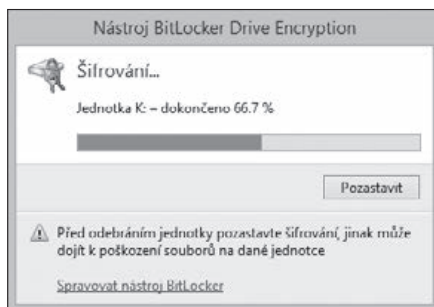 Nástroj BitLocker Drive Encryption
Šifrování...
Jednotka K: – dokončeno 66.7 %
Pozastavit
Před odebráním jednotky pozastavte šifrování, jinak může
dojít k poškození souborů na dané jednotce
Spravovat nástroj BitLocker